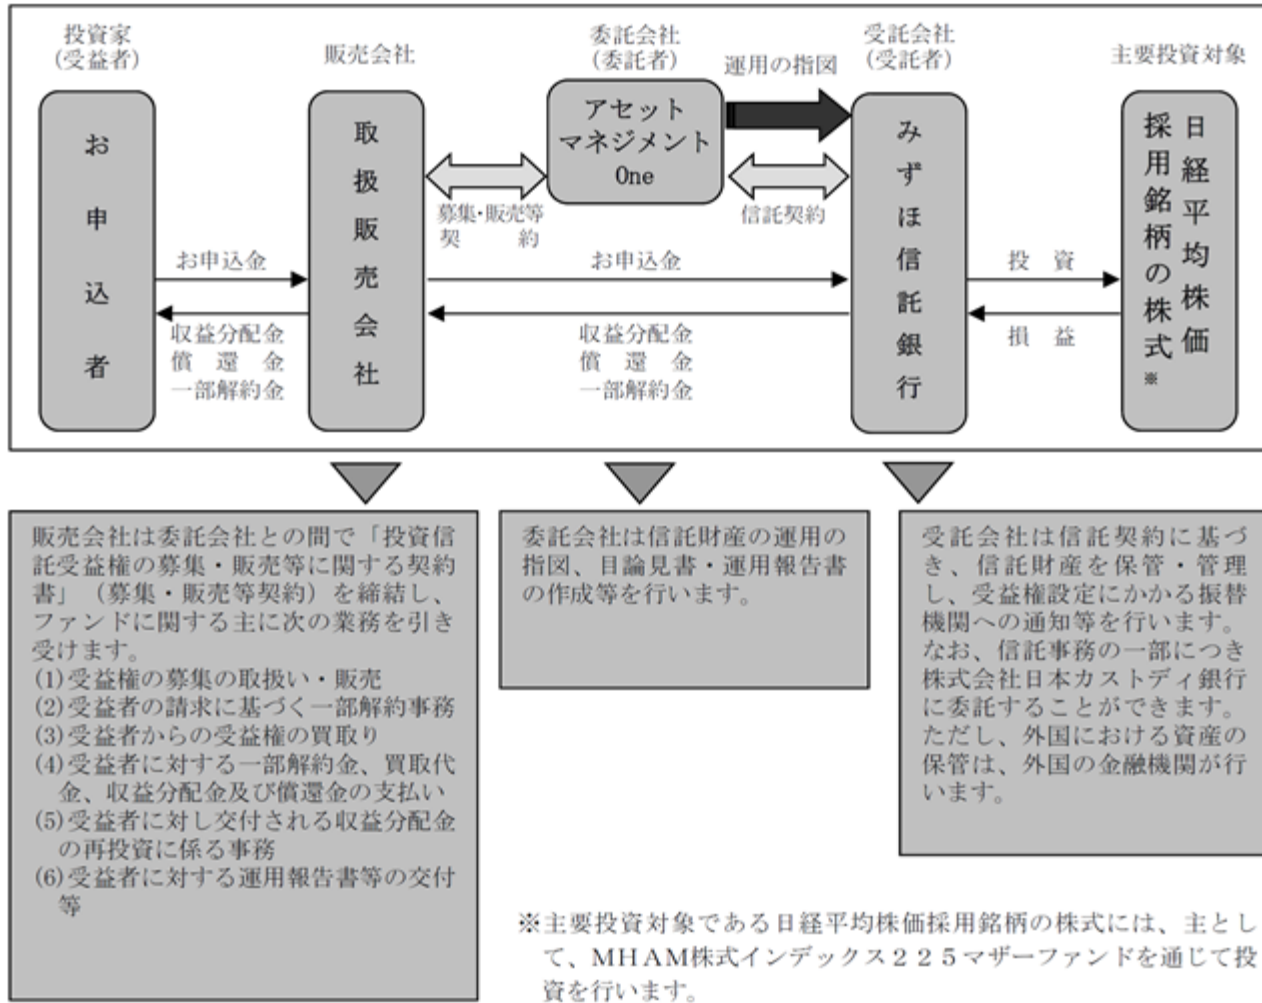 投資家
(受益者)
販売会社
委託会社
(委託者)
運用の指図
受託会社
(受託者)
主要投資対象
お申込者
取扱販売会社
アセット
マネジメント
One
みずほ信託銀行
日経平均株価
採用銘柄の株式※
募集・販売等
契約
信託契約
お申込金
お申込金
投資
収益分配金
償還金
一部解約金
収益分配金
償還金
一部解約金
損益
販売会社は委託会社との間で「投資信
託受益権の募集・販売等に関する契約
書」（募集・販売等契約）を締結し、
ファンドに関する主に次の業務を引き
受けます。
(1)受益権の募集の取扱い・販売
(2)受益者の請求に基づく一部解約事務
(3)受益者からの受益権の買取り
(4)受益者に対する一部解約金、買取代
金、収益分配金及び償還金の支払い
(5)受益者に対し交付される収益分配金
の再投資に係る事務
(6)受益者に対する運用報告書等の交付
等
委託会社は信託財産の運用の
指図、目論見書・運用報告書
の作成等を行います。
受託会社は信託契約に基づ
き、信託財産を保管・管理
し、受益権設定にかかる振替
機関への通知等を行います。
なお、信託事務の一部につき
株式会社日本カストディ銀行
に委託することができます。
ただし、外国における資産の
保管は、外国の金融機関が行
います。
※主要投資対象である日経平均株価採用銘柄の株式には、主とし
て、MHAM株式インデックス２２５マザーファンドを通じて投
資を行います。